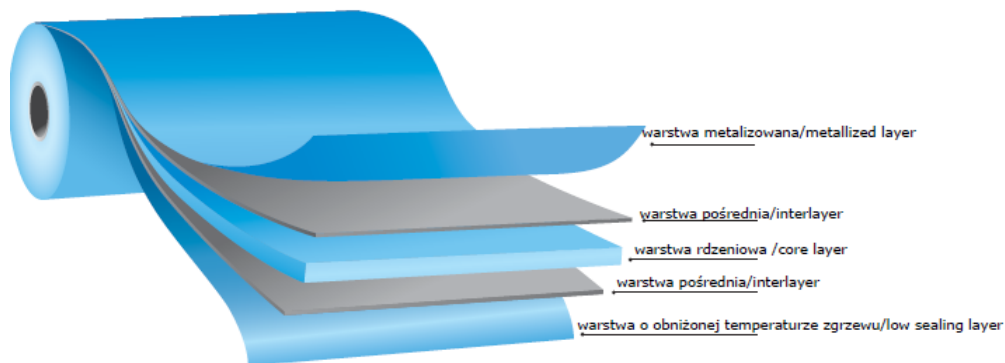 warstwa metalizowana/metallized layer
warstwa pośrednia/interlayer
warstwa rdzeniowa /core layer
warstwa pośrednia/interlayer
warstwa o obniżonej temperaturze zgrzewu/low sealing layer